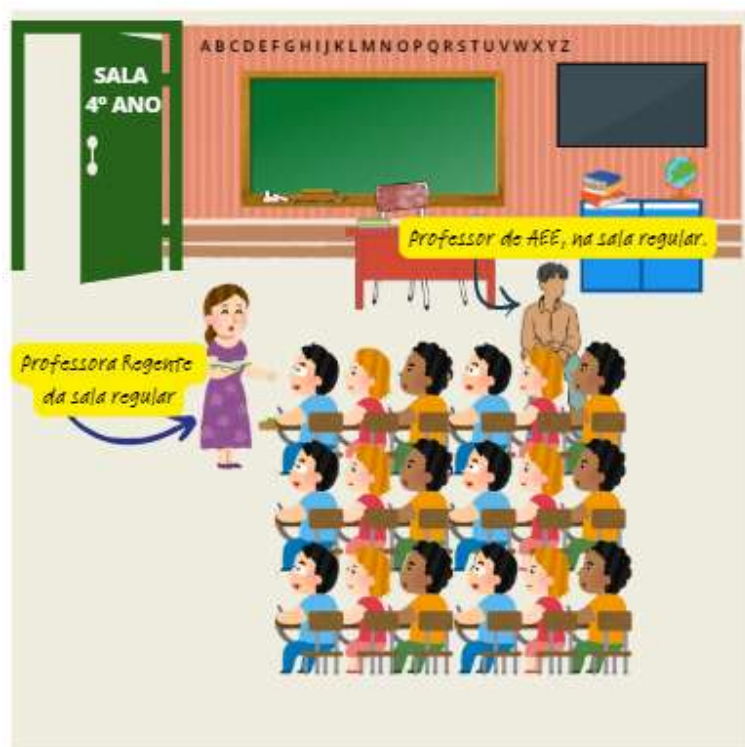 ABCDEFGHIJKLMNOPQRSTUVWXYZ
SALA
4º ANO
Professor de AEE, na sala regular.
Professora Regente
da sala regular